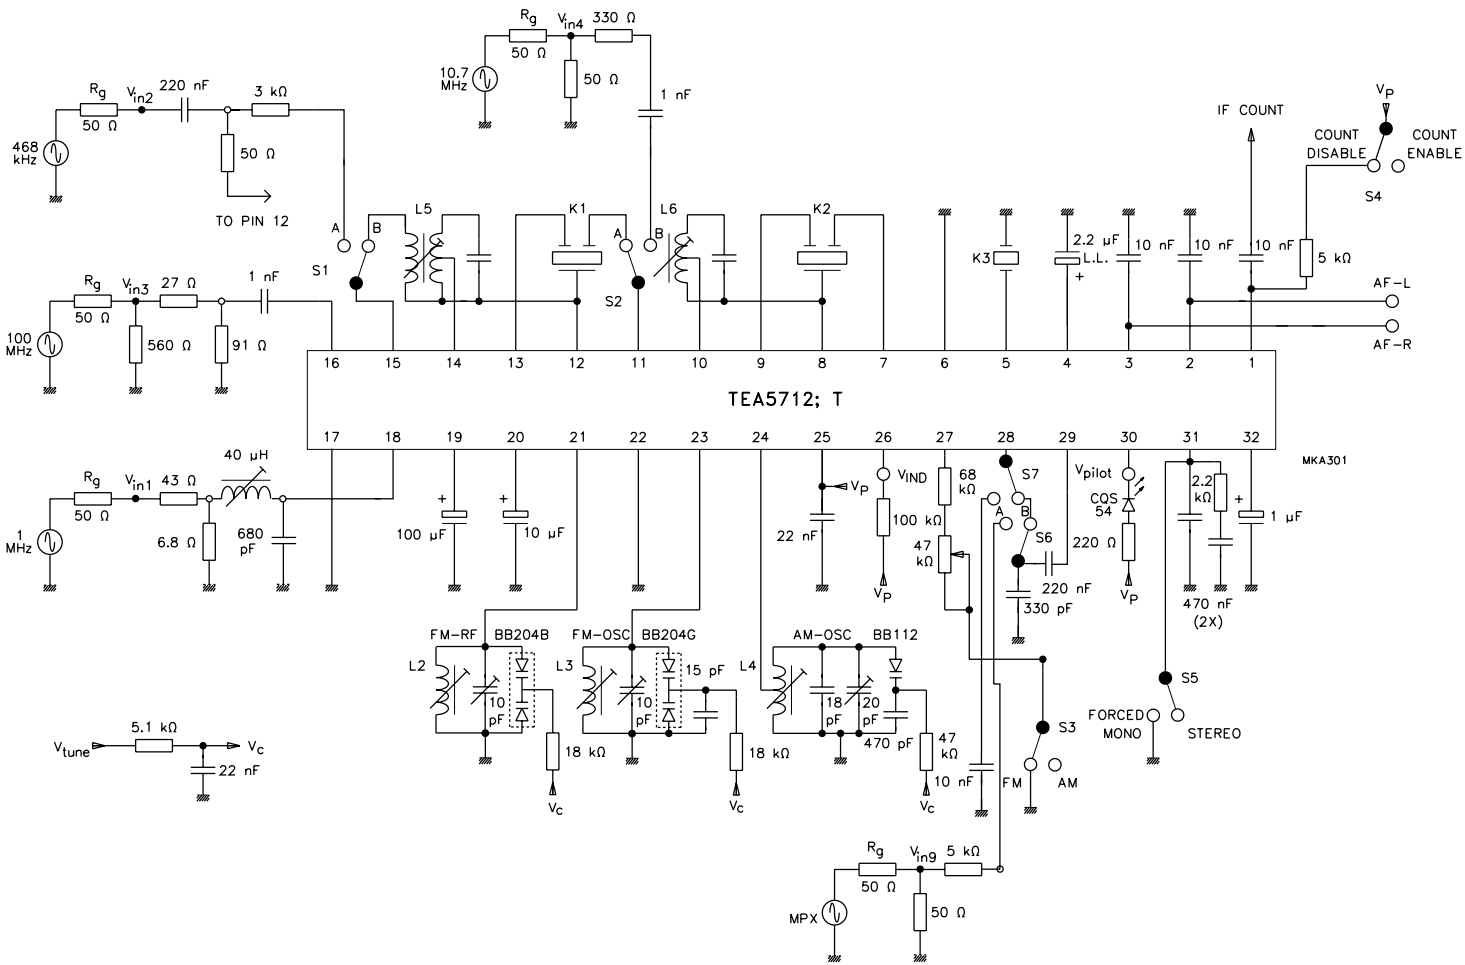 Rg
Vin4
330 Ω
50 Ω
10.7
MHz
50 Ω
1 nF
Rg
Vin2
220 nF
3 kΩ
50 Ω
468
kHz
50 Ω
TO PIN 12
IF COUNT
VP
COUNT
DISABLE
COUNT
ENABLE
S4
A
B
S1
L5
K1
A
S2
L6
B
K2
K3
2.2 µF
L.L.
+
10 nF
10 nF
10 nF
5 kΩ
AF-L
AF-R
Rg
Vin3
27 Ω
1 nF
50 Ω
100
MHz
560 Ω
91 Ω
16
15
14
13
12
11
10
9
8
7
6
5
4
3
2
1
TEA5712; T
17
18
19
20
21
22
23
24
25
26
27
28
29
30
31
32
MKA301
Rg
Vin1
43 Ω
40 µH
50 Ω
1
MHz
6.8 Ω
680
pF
+
100 µF
+
10 µF
VP
22 nF
VIND
100 kΩ
VP
68
kΩ
47
kΩ
S7
A
B
S6
220 nF
330 pF
Vpilot
CQS
54
220 Ω
VP
2.2
kΩ
470 nF
(2X)
+
1 µF
FM-RF
BB204B
L2
10
pF
18 kΩ
Vc
FM-OSC
BB204G
L3
10
pF
15 pF
18 kΩ
Vc
AM-OSC
BB112
L4
18
pF
20
pF
470 pF
47
kΩ
Vc
10 nF
S3
FM
AM
S5
FORCED
MONO
STEREO
Vtune
5.1 kΩ
Vc
22 nF
Rg
Vin9
5 kΩ
50 Ω
MPX
50 Ω